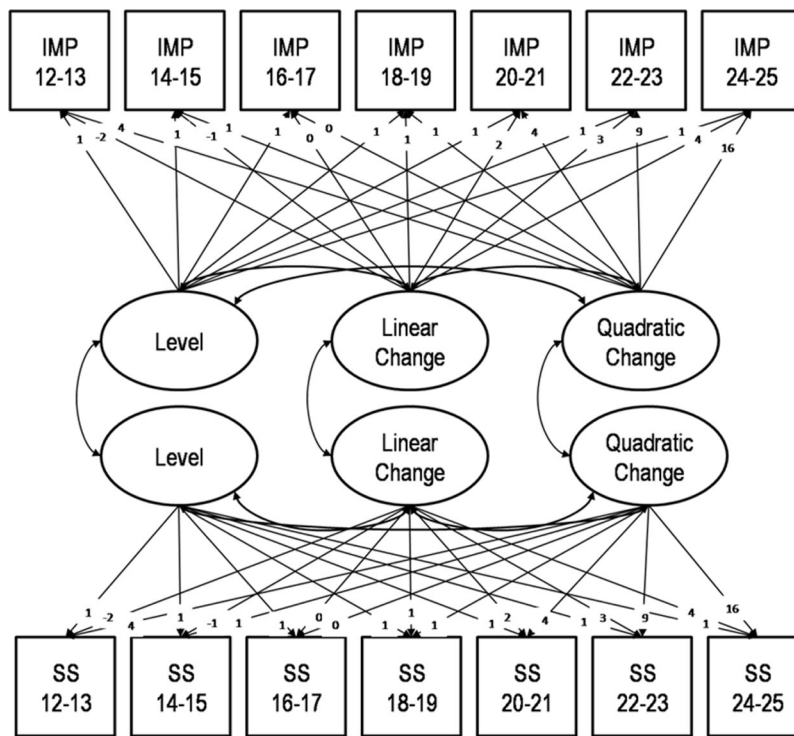 IMP IMP IMP IMP IMP IMP IMP
12-13 14-15 16-17 18-19 20-21 22-23 24-25
1 -2 4 1 -1 1 1 0 0 1 1 1 1 2 4 1 3 9 1 4 16
Level
Linear
Change
Quadratic
Change
Level
Linear
Change
Quadratic
Change
1 -2 4 1 -1 1 1 0 0 1 1 1 1 2 4 1 3 9 1 4 16
SS SS SS SS SS SS SS
12-13 14-15 16-17 18-19 20-21 22-23 24-25